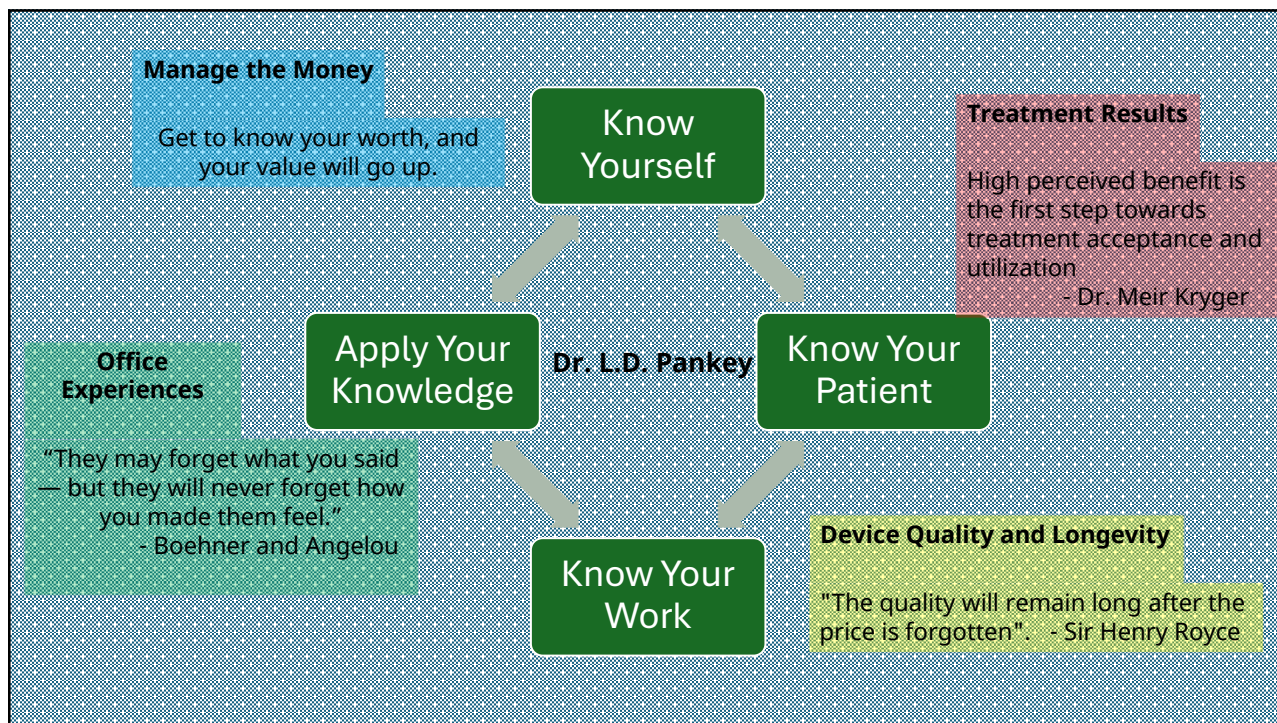 Manage the Money
Get to know your worth, and
your value will go up.
Know
Yourself
Treatment Results
High perceived benefit is
the first step towards
treatment acceptance and
utilization
- Dr. Meir Kryger
Apply Your
Knowledge
Dr. L.D. Pankey
Know Your
Patient
Office
Experiences
“They may forget what you said
— but they will never forget how
you made them feel.”
- Boehner and Angelou
Know Your
Work
Device Quality and Longevity
"The quality will remain long after the
price is forgotten". - Sir Henry Royce